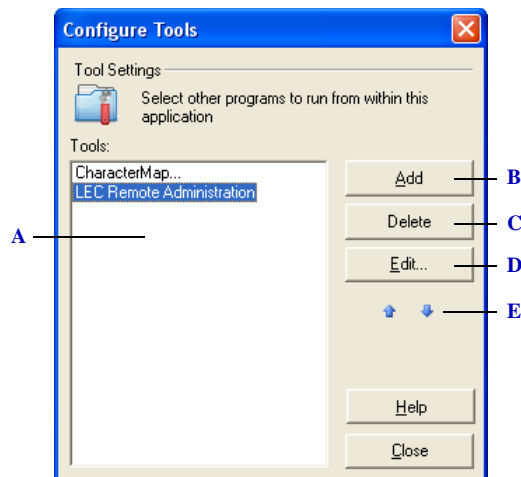 Configure Tools
Tool Settings
Select other programs to run from within this
application
Tools:
CharacterMap...
LEC Remote Administration
Add
Delete
Edit...
Help
Close
A
B
C
D
E